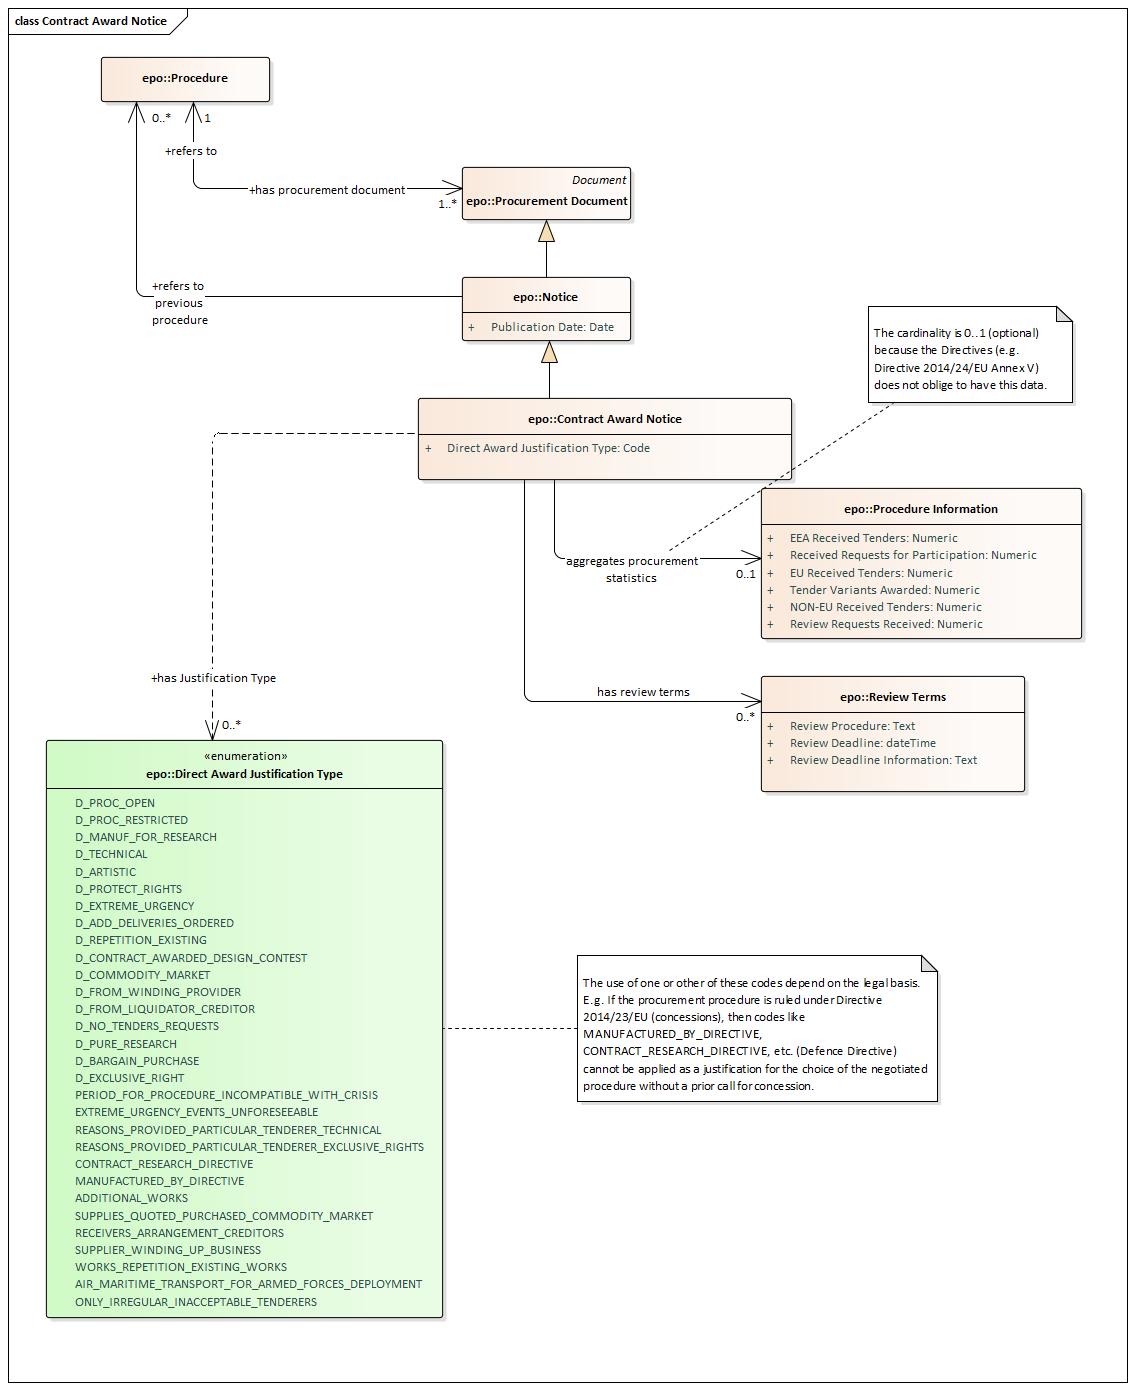 class Contract Award Notice
epo::Procedure
0..*
1
+refers to
+has procurement document
1..*
Document
epo::Procurement Document
+refers to
previous
procedure
epo::Notice
+ Publication Date: Date
The cardinality is 0..1 (optional)
because the Directives (e.g.
Directive 2014/24/EU Annex V)
does not oblige to have this data.
epo::Contract Award Notice
+ Direct Award Justification Type: Code
epo::Procedure Information
+ EEA Received Tenders: Numeric
+ Received Requests for Participation: Numeric
+ EU Received Tenders: Numeric
+ Tender Variants Awarded: Numeric
+ NON-EU Received Tenders: Numeric
+ Review Requests Received: Numeric
aggregates procurement
statistics
0..1
+has Justification Type
0..*
has review terms
0..*
epo::Review Terms
+ Review Procedure: Text
+ Review Deadline: dateTime
+ Review Deadline Information: Text
«enumeration»
epo::Direct Award Justification Type
D_PROC_OPEN
D_PROC_RESTRICTED
D_MANUF_FOR_RESEARCH
D_TECHNICAL
D_ARTISTIC
D_PROTECT_RIGHTS
D_EXTREME_URGENCY
D_ADD_DELIVERIES_ORDERED
D_REPETITION_EXISTING
D_CONTRACT_AWARDED_DESIGN_CONTEST
D_COMMODITY_MARKET
D_FROM_WINDING_PROVIDER
D_FROM_LIQUIDATOR_CREDITOR
D_NO_TENDERS_REQUESTS
D_PURE_RESEARCH
D_BARGAIN_PURCHASE
D_EXCLUSIVE_RIGHT
PERIOD_FOR_PROCEDURE_INCOMPATIBLE_WITH_CRISIS
EXTREME_URGENCY_EVENTS_UNFORESEEABLE
REASONS_PROVIDED_PARTICULAR_TENDERER_TECHNICAL
REASONS_PROVIDED_PARTICULAR_TENDERER_EXCLUSIVE_RIGHTS
CONTRACT_RESEARCH_DIRECTIVE
MANUFACTURED_BY_DIRECTIVE
ADDITIONAL_WORKS
SUPPLIES_QUOTED_PURCHASED_COMMODITY_MARKET
RECEIVERS_ARRANGEMENT_CREDITORS
SUPPLIER_WINDING_UP_BUSINESS
WORKS_REPETITION_EXISTING_WORKS
AIR_MARITIME_TRANSPORT_FOR_ARMED_FORCES_DEPLOYMENT
ONLY_IRREGULAR_INACCEPTABLE_TENDERERS
The use of one or other of these codes depend on the legal basis.
E.g. If the procurement procedure is ruled under Directive
2014/23/EU (concessions), then codes like
MANUFACTURED_BY_DIRECTIVE,
CONTRACT_RESEARCH_DIRECTIVE, etc. (Defence Directive)
cannot be applied as a justification for the choice of the negotiated
procedure without a prior call for concession.